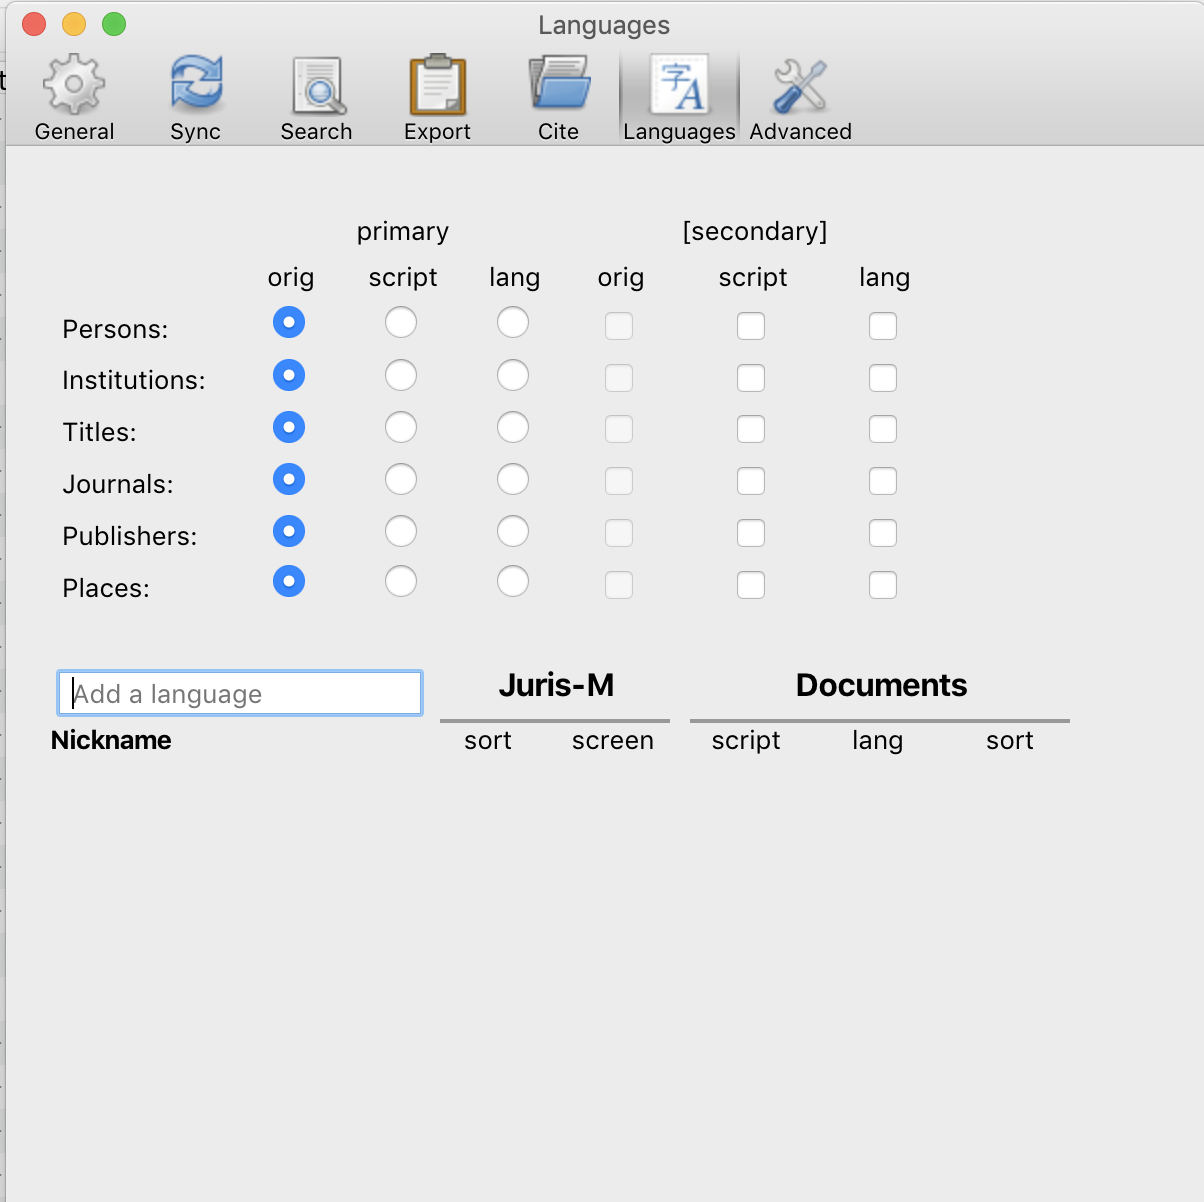 Languages
General Sync Search Export Cite Languages Advanced
primary [secondary]
orig script lang orig script lang
Persons:
Institutions:
Titles:
Journals:
Publishers:
Places:
Add a language Juris-M Documents
Nickname sort screen script lang sort